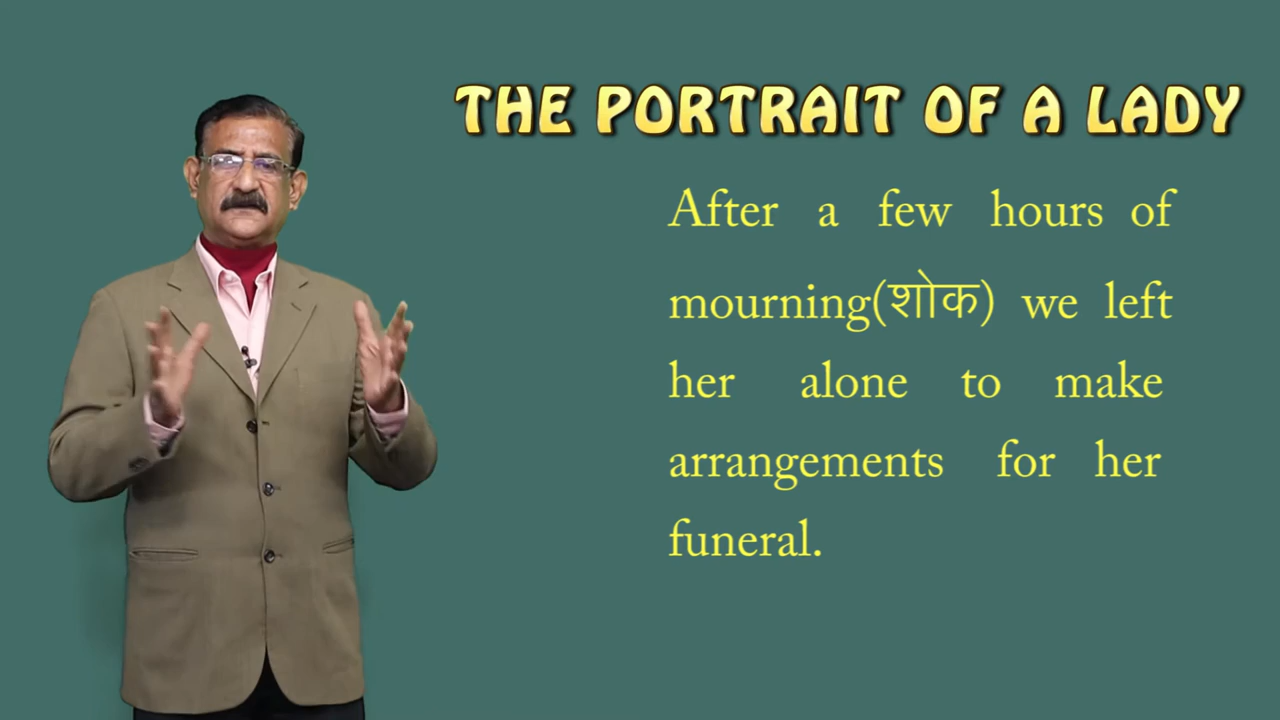 THE PORTRAIT OF A LADY
After a few hours of
mourning(शोक) we left
her alone to make
arrangements for her
funeral.